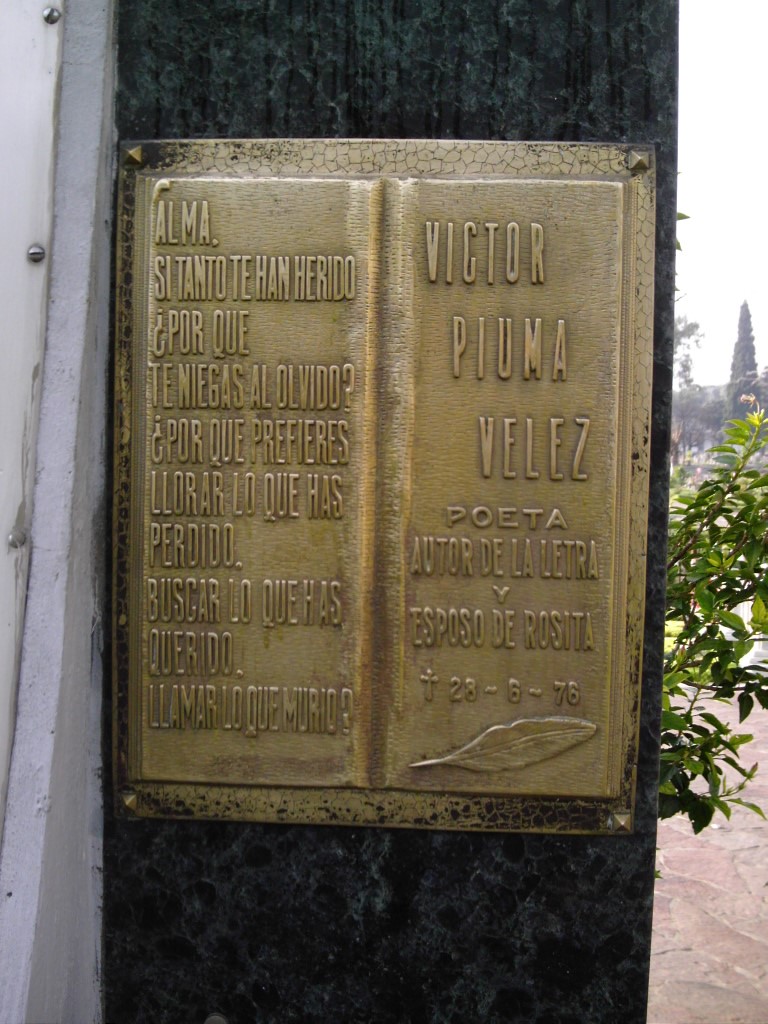 ALMA,
SI TANTO TE HAN HERIDO
¿POR QUE
TE NIEGAS AL OLVIDO?
¿POR QUE PREFIERES
LLORAR LO QUE HAS
PERDIDO,
BUSCAR LO QUE HAS
QUERIDO,
LLAMAR LO QUE MURIO?
VICTOR
PIUMA
VELEZ
POETA
AUTOR DE LA LETRA
Y
ESPOSO DE ROSITA
† 28-6-76